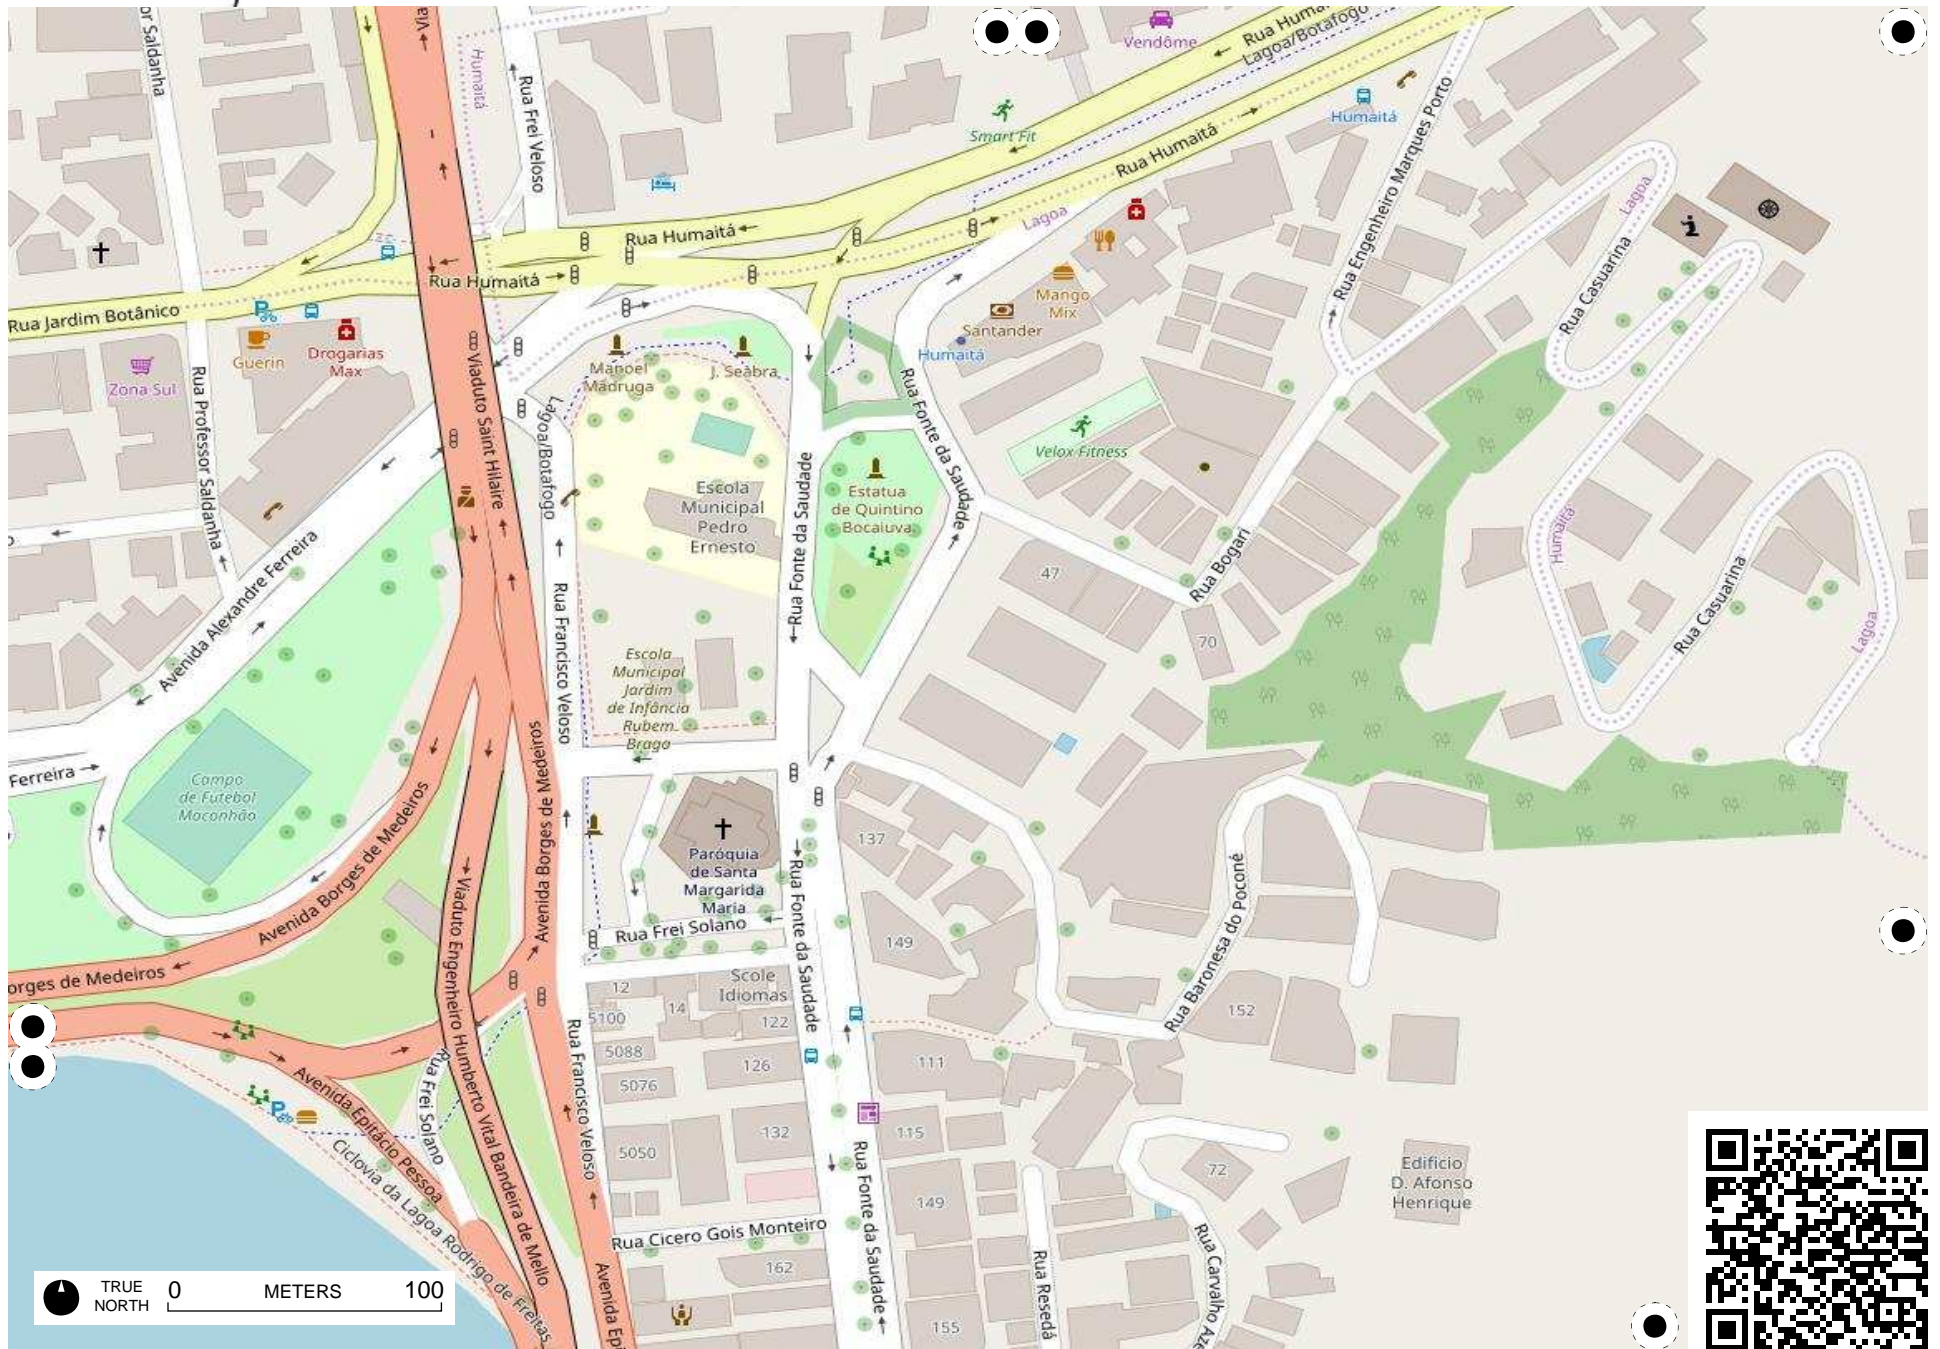 or Saldanha
Via
Humaitá
Rua Frei Veloso
Vendôme
Rua Huma
Lagoa/Botafogo
Smart Fit
Humaitá
Rua Humaitá
Rua Engenheiro Marques Porto
Lagoa
Lagoa
Rua Humaitá
Rua Humaitá
Rua Jardim Botânico
Guerin
Drogarias
Max
Zona Sul
Rua Professor Saldanha
Viaduto Saint Hilaire
Manoel
Madruga
J. Seabra
Mango
Mix
Santander
Humaitá
Rua Casuarina
Lagoa/Botafogo
Rua Fonte da Saudade
Velox Fitness
Rua Fonte da Saudade
Escola
Municipal
Pedro
Ernesto
Estatua
de Quintino
Bocaiuva
Humaitá
47
Rua Bogari
70
Rua Casuarina
Lagoa
o
Avenida Alexandre Ferreira
Rua Francisco Veloso
Escola
Municipal
Jardim
de Infância
Rubem
Braga
Ferreira
Campo
de Futebol
Maconhão
Avenida Borges de Medeiros
Avenida Borges de Medeiros
Paróquia
de Santa
Margarida
Maria
137
Rua Baronesa do Poconé
Rua Frei Solano
Rua Fonte da Saudade
149
Viaduto Engenheiro Humberto Vital Bandeira de Mello
orges de Medeiros
Scole
Idiomas
12
14
5100
122
152
5088
126
111
5076
Rua Francisco Veloso
Rua Frei Solano
Avenida Epitácio Pessoa
Ciclovia da Lagoa Rodrigo de Freitas
132
115
5050
Rua Fonte da Saudade
72
Edificio
D. Afonso
Henrique
149
Rua Cicero Gois Monteiro
162
Rua Resedá
Rua Carvalho Aze
Avenida Epi
155
TRUE
NORTH
0 METERS 100